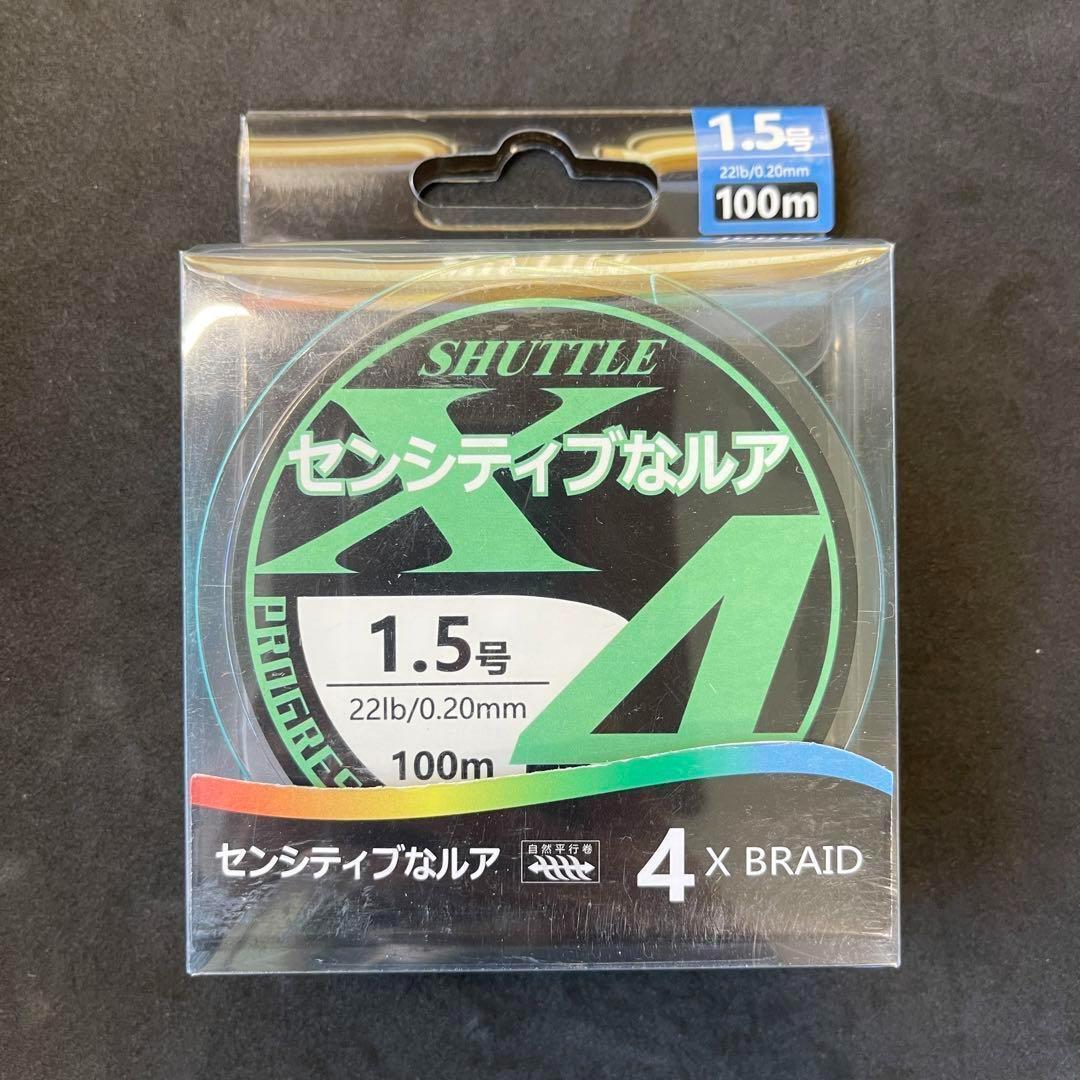 1.5号
22lb/0.20mm
100m
SHUTTLE
X
センシティブなルア
4
1.5号
22lb/0.20mm
100m
センシティブなルア
自然平行巻
4 X BRAID